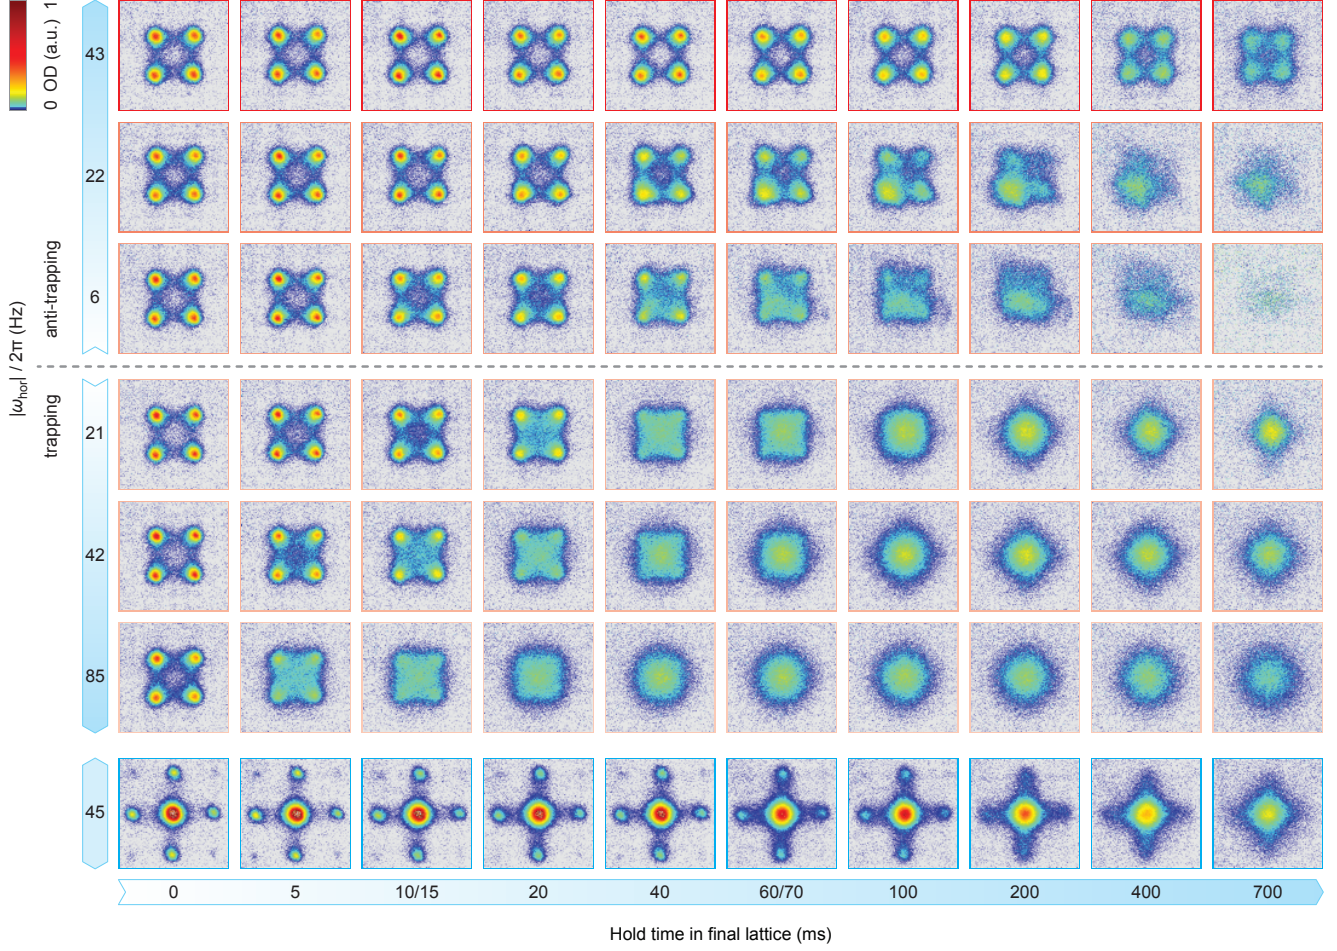 0 OD (a.u.) 1
|ω_hor| / 2π (Hz)
anti-trapping
trapping
43
22
6
21
42
85
45
0 5 10/15 20 40 60/70 100 200 400 700
Hold time in final lattice (ms)